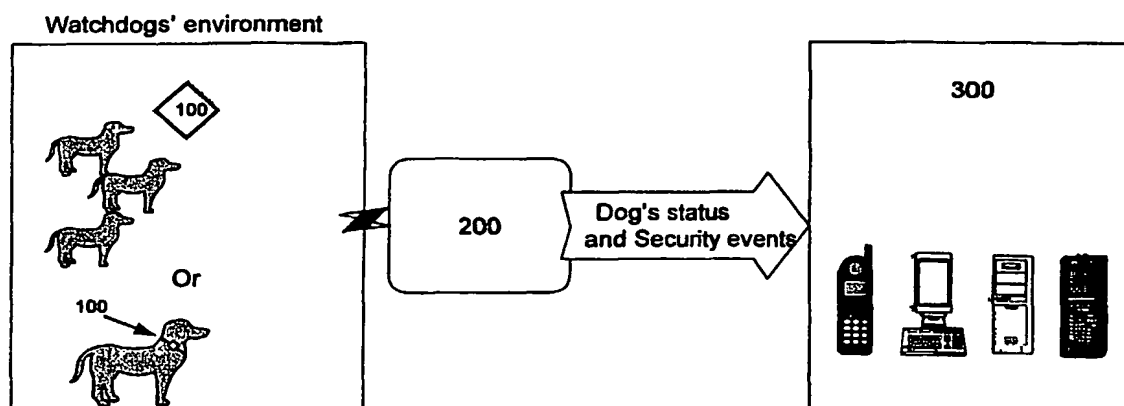 Watchdogs' environment
100
Or
100
200
Dog's status
and Security events
300